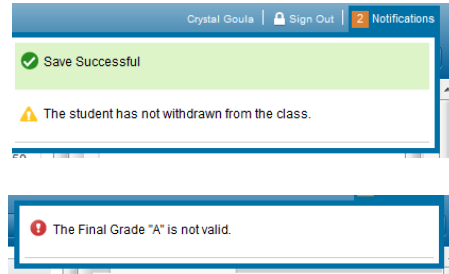 Crystal Goula | Sign Out | 2 Notifications
Save Successful
The student has not withdrawn from the class.
The Final Grade "A" is not valid.